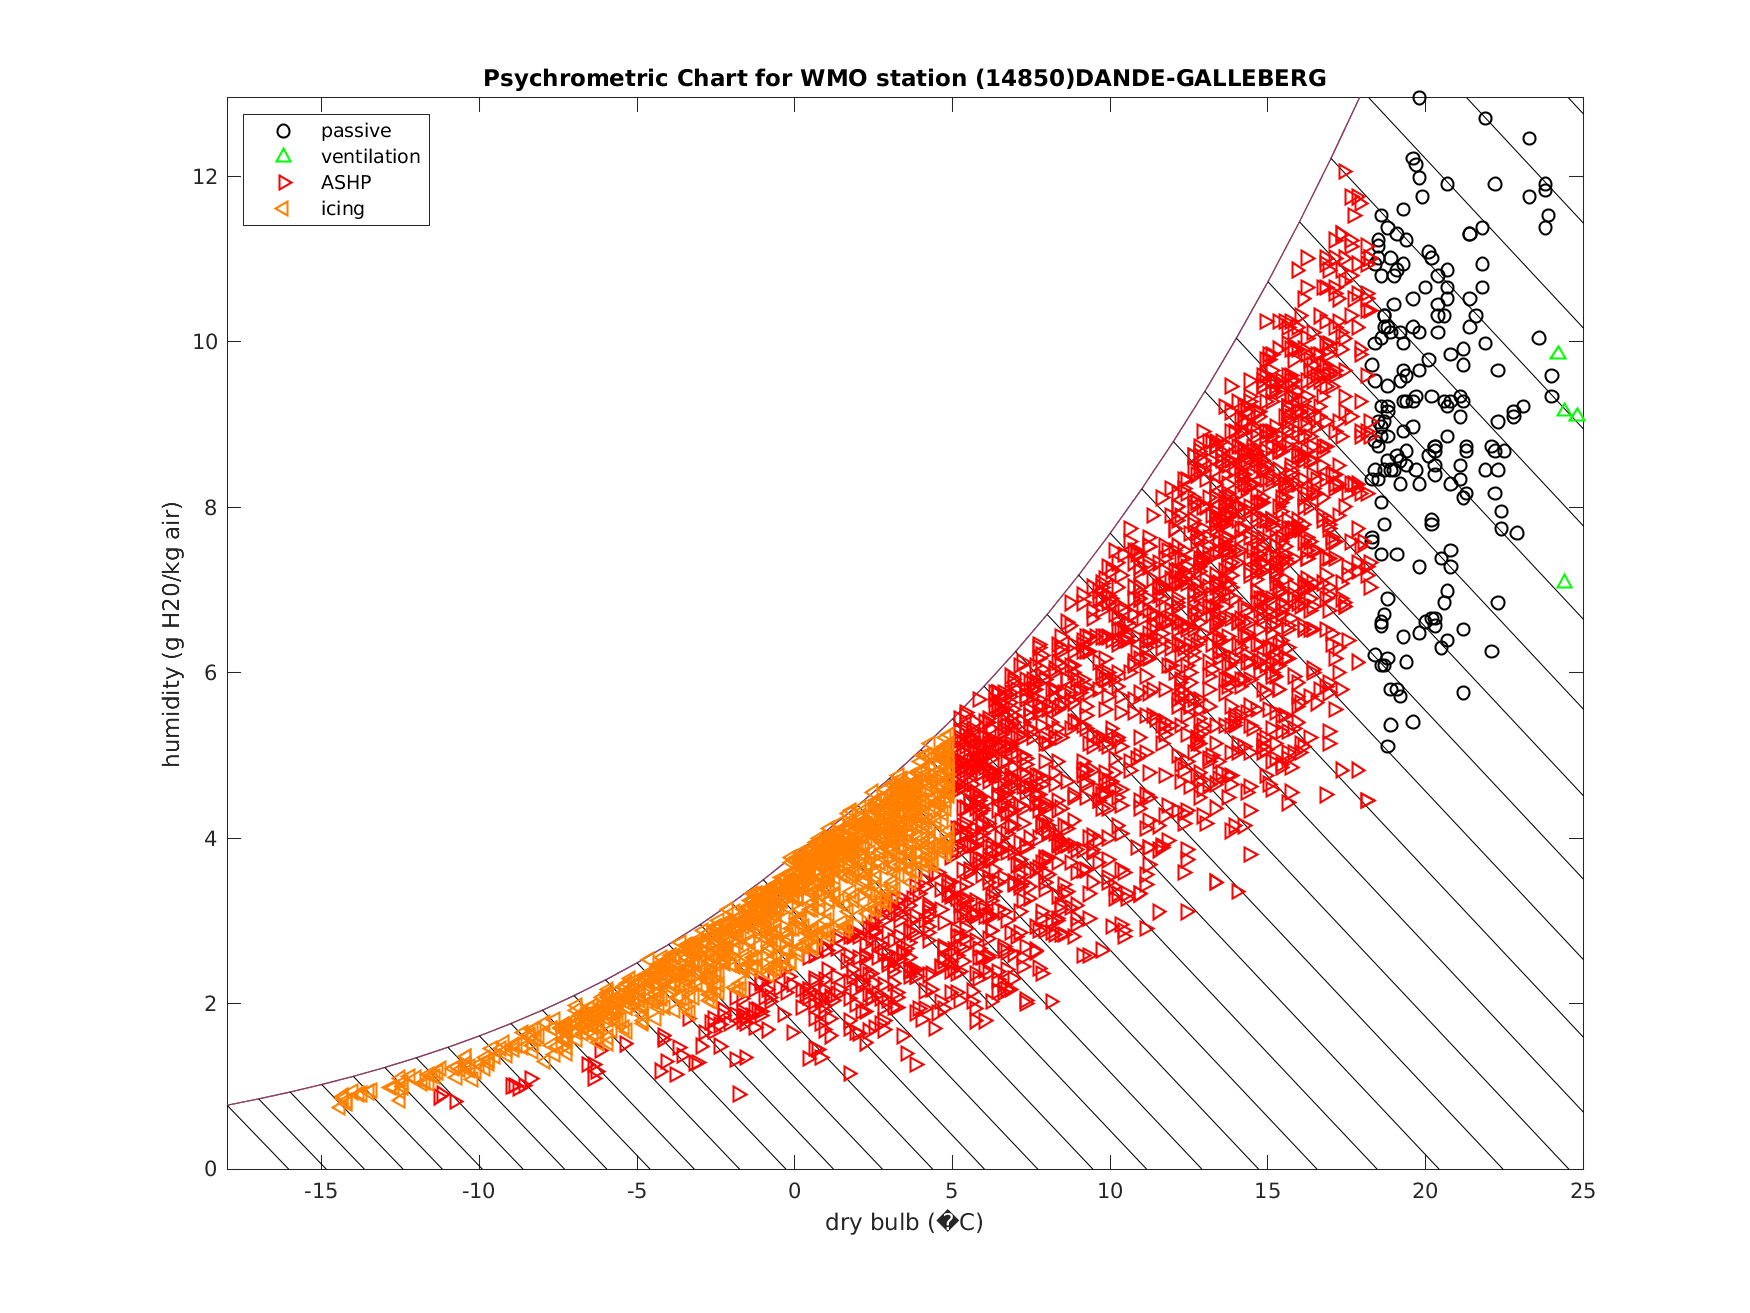 Psychrometric Chart for WMO station (14850)DANDE-GALLEBERG
passive
ventilation
ASHP
icing
humidity (g H20/kg air)
12
10
8
6
4
2
0
-15 -10 -5 0 5 10 15 20 25
dry bulb (�C)